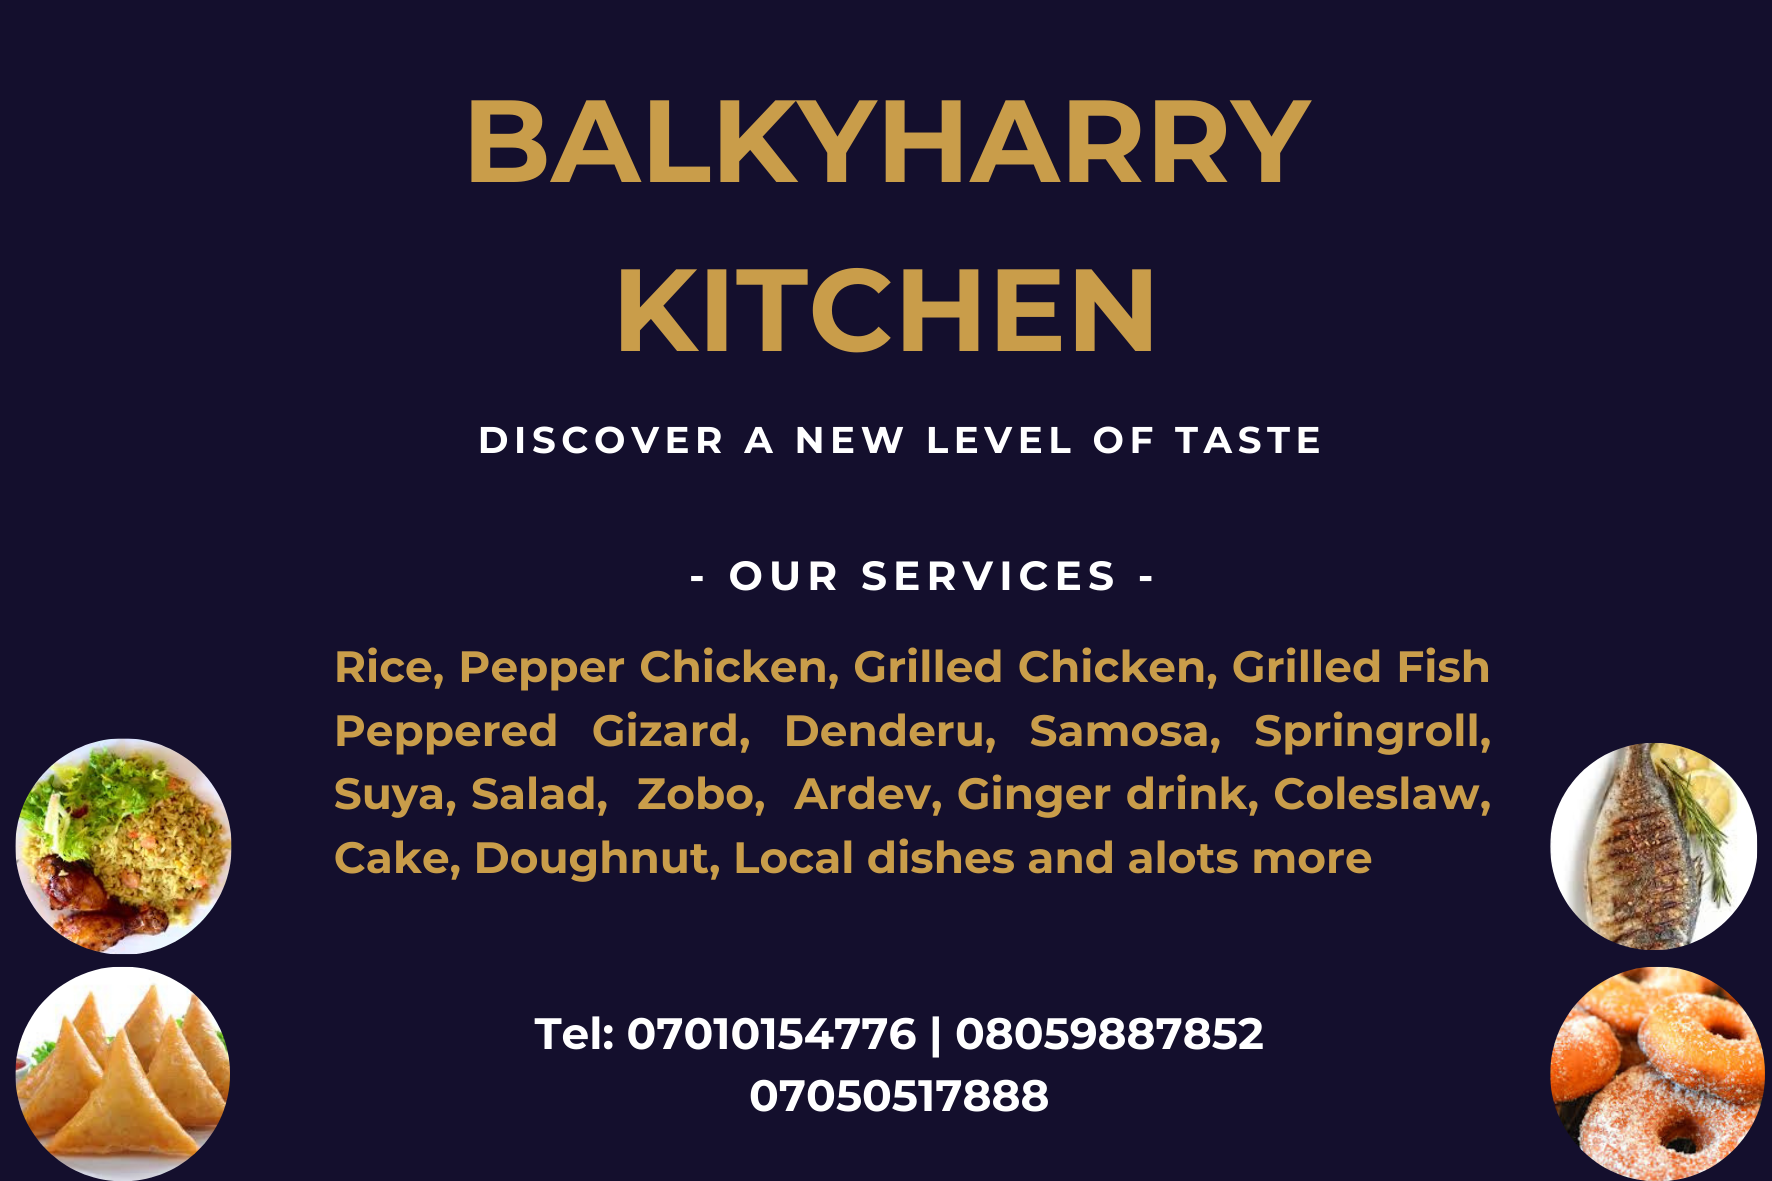 BALKYHARRY
KITCHEN
DISCOVER A NEW LEVEL OF TASTE
- OUR SERVICES -
Rice, Pepper Chicken, Grilled Chicken, Grilled Fish
Peppered Gizard, Denderu, Samosa, Springroll,
Suya, Salad, Zobo, Ardev, Ginger drink, Coleslaw,
Cake, Doughnut, Local dishes and alots more
Tel: 07010154776 | 08059887852
07050517888